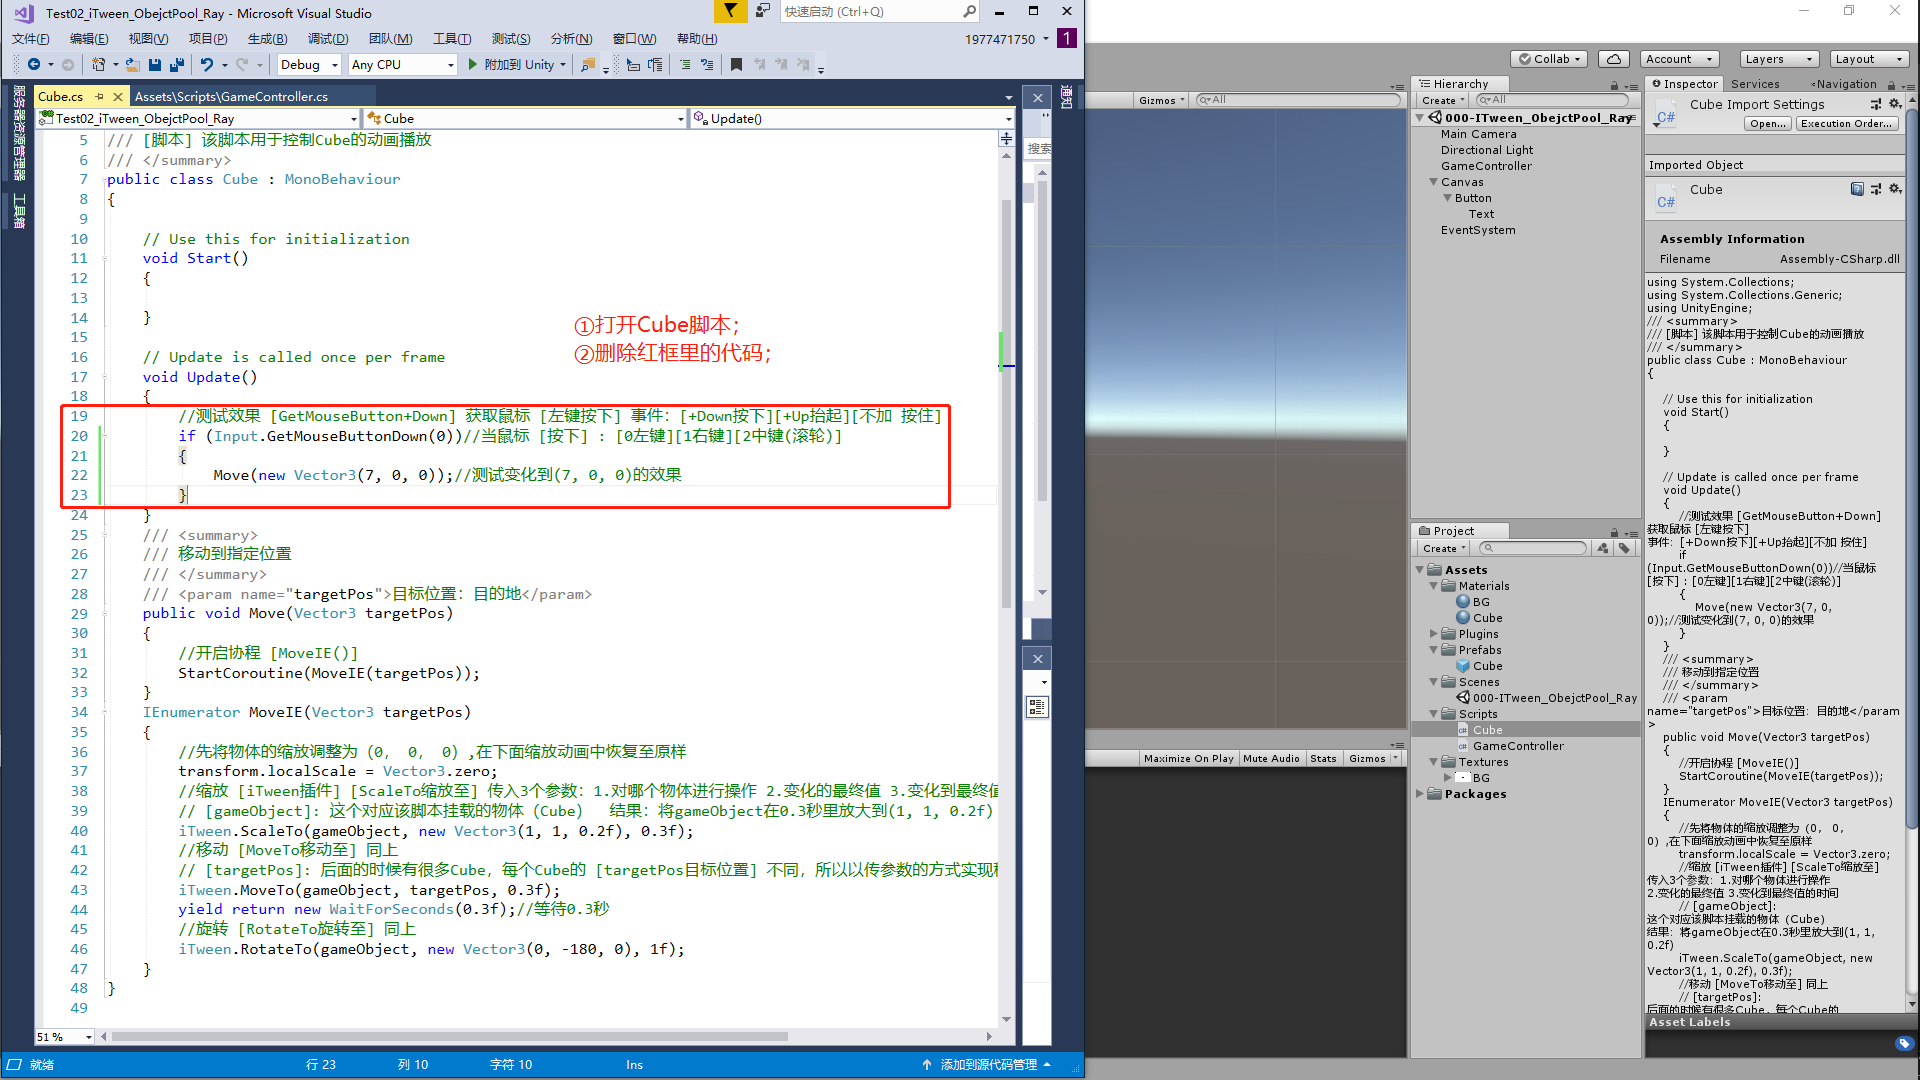 Test02_iTween_ObejctPool_Ray - Microsoft Visual Studio
快速启动 (Ctrl+Q)
文件(F) 编辑(E) 视图(V) 项目(P) 生成(B) 调试(D) 团队(M) 工具(T) 测试(S) 分析(N) 窗口(W) 帮助(H)
1977471750
1
Debug
Any CPU
附加到 Unity
服务器资源管理器
工具箱
Cube.cs
Assets\Scripts\GameController.cs
Test02_iTween_ObejctPool_Ray
Cube
Update()
通知
搜索
5 /// [脚本] 该脚本用于控制Cube的动画播放
6 /// </summary>
7 public class Cube : MonoBehaviour
8 {
9
10 // Use this for initialization
11 void Start()
12 {
13
14 }
15
16 // Update is called once per frame
17 void Update()
18 {
19 //测试效果 [GetMouseButton+Down] 获取鼠标 [左键按下] 事件: [+Down按下][+Up抬起][不加 按住]
20 if (Input.GetMouseButtonDown(0))//当鼠标 [按下] : [0左键][1右键][2中键(滚轮)]
21 {
22 Move(new Vector3(7, 0, 0));//测试变化到(7, 0, 0)的效果
23 }
24 }
25 /// <summary>
26 /// 移动到指定位置
27 /// </summary>
28 /// <param name="targetPos">目标位置: 目的地</param>
29 public void Move(Vector3 targetPos)
30 {
31 //开启协程 [MoveIE()]
32 StartCoroutine(MoveIE(targetPos));
33 }
34 IEnumerator MoveIE(Vector3 targetPos)
35 {
36 //先将物体的缩放调整为 (0, 0, 0) ,在下面缩放动画中恢复至原样
37 transform.localScale = Vector3.zero;
38 //缩放 [iTween插件] [ScaleTo缩放至] 传入3个参数: 1.对哪个物体进行操作 2.变化的最终值 3.变化到最终值
39 // [gameObject]: 这个对应该脚本挂载的物体 (Cube) 结果: 将gameObject在0.3秒里放大到(1, 1, 0.2f)
40 iTween.ScaleTo(gameObject, new Vector3(1, 1, 0.2f), 0.3f);
41 //移动 [MoveTo移动至] 同上
42 // [targetPos]: 后面的时候有很多Cube, 每个Cube的 [targetPos目标位置] 不同, 所以以传参数的方式实现
43 iTween.MoveTo(gameObject, targetPos, 0.3f);
44 yield return new WaitForSeconds(0.3f);//等待0.3秒
45 //旋转 [RotateTo旋转至] 同上
46 iTween.RotateTo(gameObject, new Vector3(0, -180, 0), 1f);
47 }
48 }
49
①打开Cube脚本;
②删除红框里的代码;
51 %
就绪
行 23
列 10
字符 10
Ins
添加到源代码管理
Collab
Account
Layers
Layout
Gizmos
All
Maximize On Play Mute Audio Stats Gizmos
Hierarchy
Create
All
000-ITween_ObejctPool_Ray
Main Camera
Directional Light
GameController
Canvas
Button
Text
EventSystem
Project
Create
Assets
Materials
BG
Cube
Plugins
Prefabs
Cube
Scenes
000-ITween_ObejctPool_Ray
Scripts
Cube
GameController
Textures
BG
Packages
Inspector
Services
Navigation
Cube Import Settings
Open...
Execution Order...
Imported Object
Cube
C#
C#
Assembly Information
Filename Assembly-CSharp.dll
using System.Collections;
using System.Collections.Generic;
using UnityEngine;
/// <summary>
/// [脚本] 该脚本用于控制Cube的动画播放
/// </summary>
public class Cube : MonoBehaviour
{
// Use this for initialization
void Start()
{
}
// Update is called once per frame
void Update()
{
//测试效果 [GetMouseButton+Down]
获取鼠标 [左键按下]
事件: [+Down按下][+Up抬起][不加 按住]
if
(Input.GetMouseButtonDown(0))//当鼠标
[按下] : [0左键][1右键][2中键(滚轮)]
{
Move(new Vector3(7, 0,
0));//测试变化到(7, 0, 0)的效果
}
}
/// <summary>
/// 移动到指定位置
/// </summary>
/// <param
name="targetPos">目标位置: 目的地</param
>
public void Move(Vector3 targetPos)
{
//开启协程 [MoveIE()]
StartCoroutine(MoveIE(targetPos));
}
IEnumerator MoveIE(Vector3 targetPos)
{
//先将物体的缩放调整为 (0, 0,
0) ,在下面缩放动画中恢复至原样
transform.localScale = Vector3.zero;
//缩放 [iTween插件] [ScaleTo缩放至]
传入3个参数: 1.对哪个物体进行操作
2.变化的最终值 3.变化到最终值的时间
// [gameObject]:
这个对应该脚本挂载的物体 (Cube)
结果: 将gameObject在0.3秒里放大到(1, 1,
0.2f)
iTween.ScaleTo(gameObject, new
Vector3(1, 1, 0.2f), 0.3f);
//移动 [MoveTo移动至] 同上
// [targetPos]:
后面的时候有很多Cube, 每个Cube的
Asset Labels